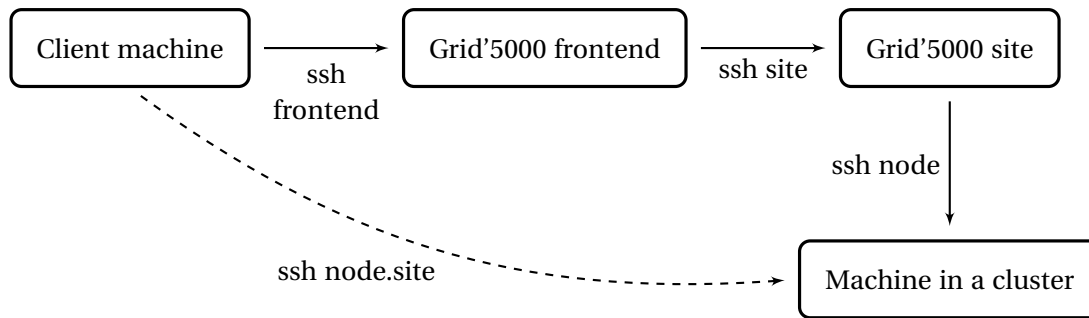 Client machine
Grid'5000 frontend
Grid'5000 site
ssh
frontend
ssh site
ssh node
ssh node.site
Machine in a cluster